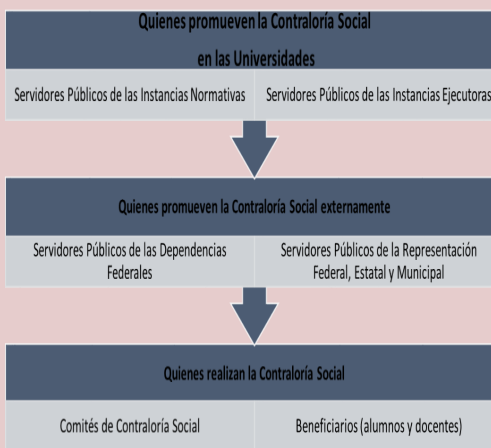 Quienes promueven la Contraloría Social
en las Universidades
Servidores Públicos de las Instancias Normativas
Servidores Públicos de las Instancias Ejecutoras
Quienes promueven la Contraloría Social externamente
Servidores Públicos de las Dependencias
Federales
Servidores Públicos de la Representación
Federal, Estatal y Municipal
Quienes realizan la Contraloría Social
Comités de Contraloría Social
Beneficiarios (alumnos y docentes)